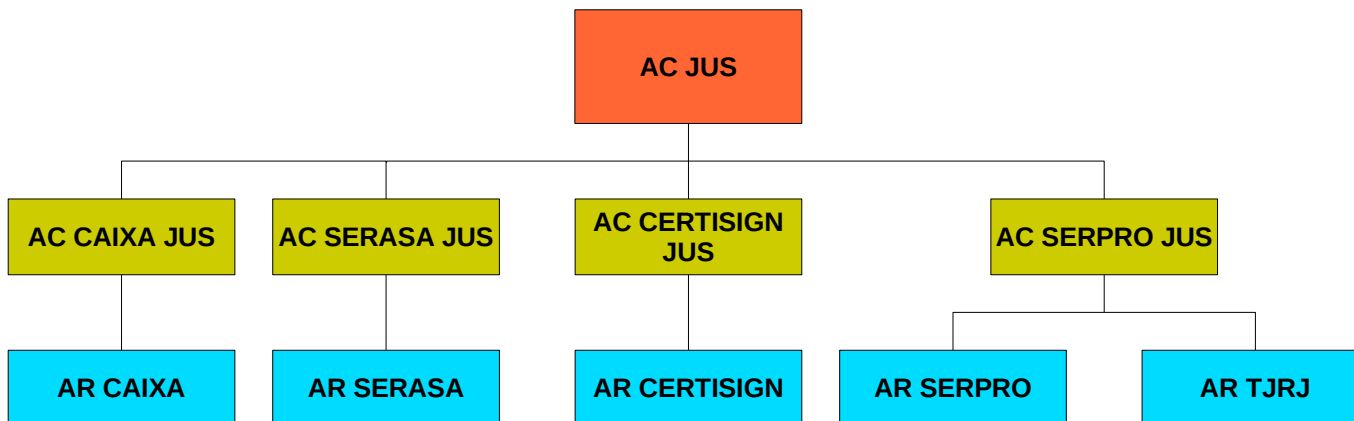 AC JUS
AC CAIXA JUS
AC SERASA JUS
AC CERTISIGN
JUS
AC SERPRO JUS
AR CAIXA
AR SERASA
AR CERTISIGN
AR SERPRO
AR TJRJ